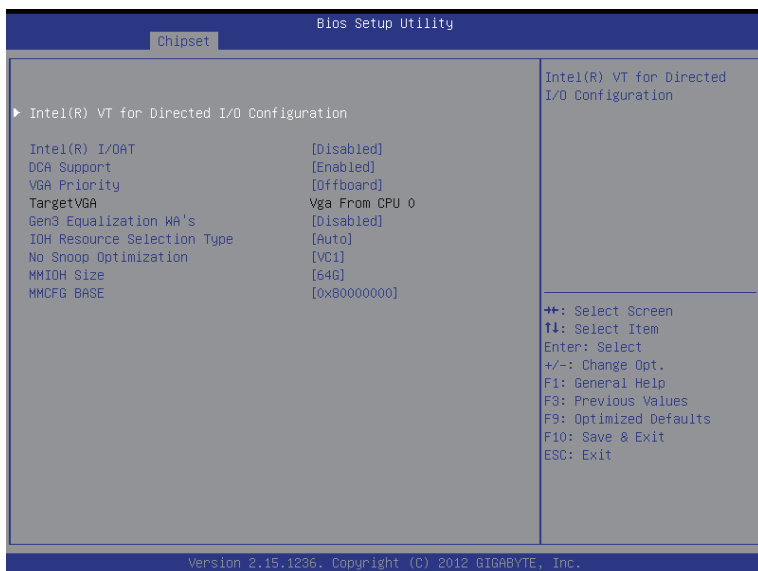 Bios Setup Utility
Chipset
▶ Intel(R) VT for Directed I/O Configuration
Intel(R) I/OAT [Disabled]
DCA Support [Enabled]
VGA Priority [Offboard]
TargetVGA Vga From CPU 0
Gen3 Equalization WA's [Disabled]
IOH Resource Selection Type [Auto]
No Snoop Optimization [VC1]
MMIOH Size [64G]
MMCFG BASE [0x80000000]
Intel(R) VT for Directed
I/O Configuration
→←: Select Screen
↑↓: Select Item
Enter: Select
+/-: Change Opt.
F1: General Help
F3: Previous Values
F9: Optimized Defaults
F10: Save & Exit
ESC: Exit
Version 2.15.1236. Copyright (C) 2012 GIGABYTE, Inc.